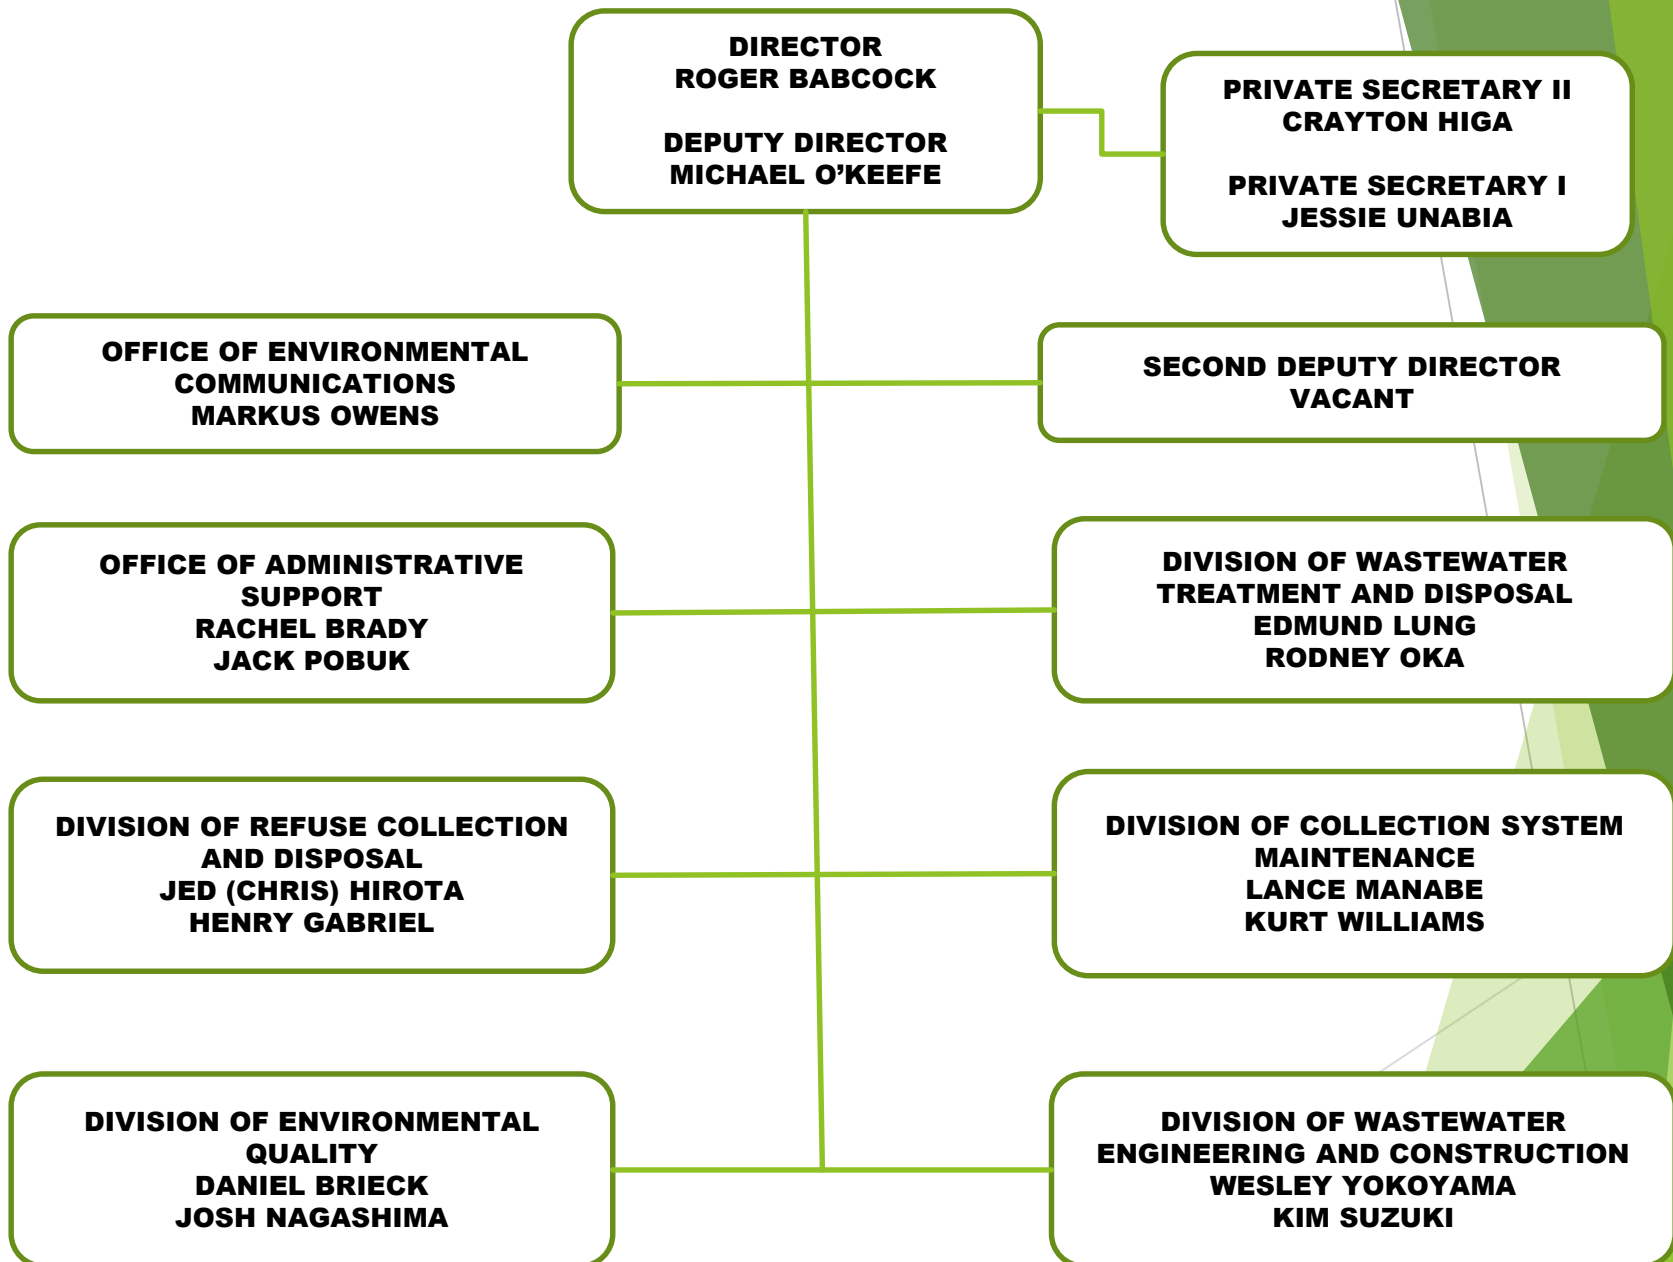 DIRECTOR
ROGER BABCOCK
DEPUTY DIRECTOR
MICHAEL O’KEEFE
PRIVATE SECRETARY II
CRAYTON HIGA
PRIVATE SECRETARY I
JESSIE UNABIA
OFFICE OF ENVIRONMENTAL
COMMUNICATIONS
MARKUS OWENS
SECOND DEPUTY DIRECTOR
VACANT
OFFICE OF ADMINISTRATIVE
SUPPORT
RACHEL BRADY
JACK POBUK
DIVISION OF WASTEWATER
TREATMENT AND DISPOSAL
EDMUND LUNG
RODNEY OKA
DIVISION OF REFUSE COLLECTION
AND DISPOSAL
JED (CHRIS) HIROTA
HENRY GABRIEL
DIVISION OF COLLECTION SYSTEM
MAINTENANCE
LANCE MANABE
KURT WILLIAMS
DIVISION OF ENVIRONMENTAL
QUALITY
DANIEL BRIECK
JOSH NAGASHIMA
DIVISION OF WASTEWATER
ENGINEERING AND CONSTRUCTION
WESLEY YOKOYAMA
KIM SUZUKI